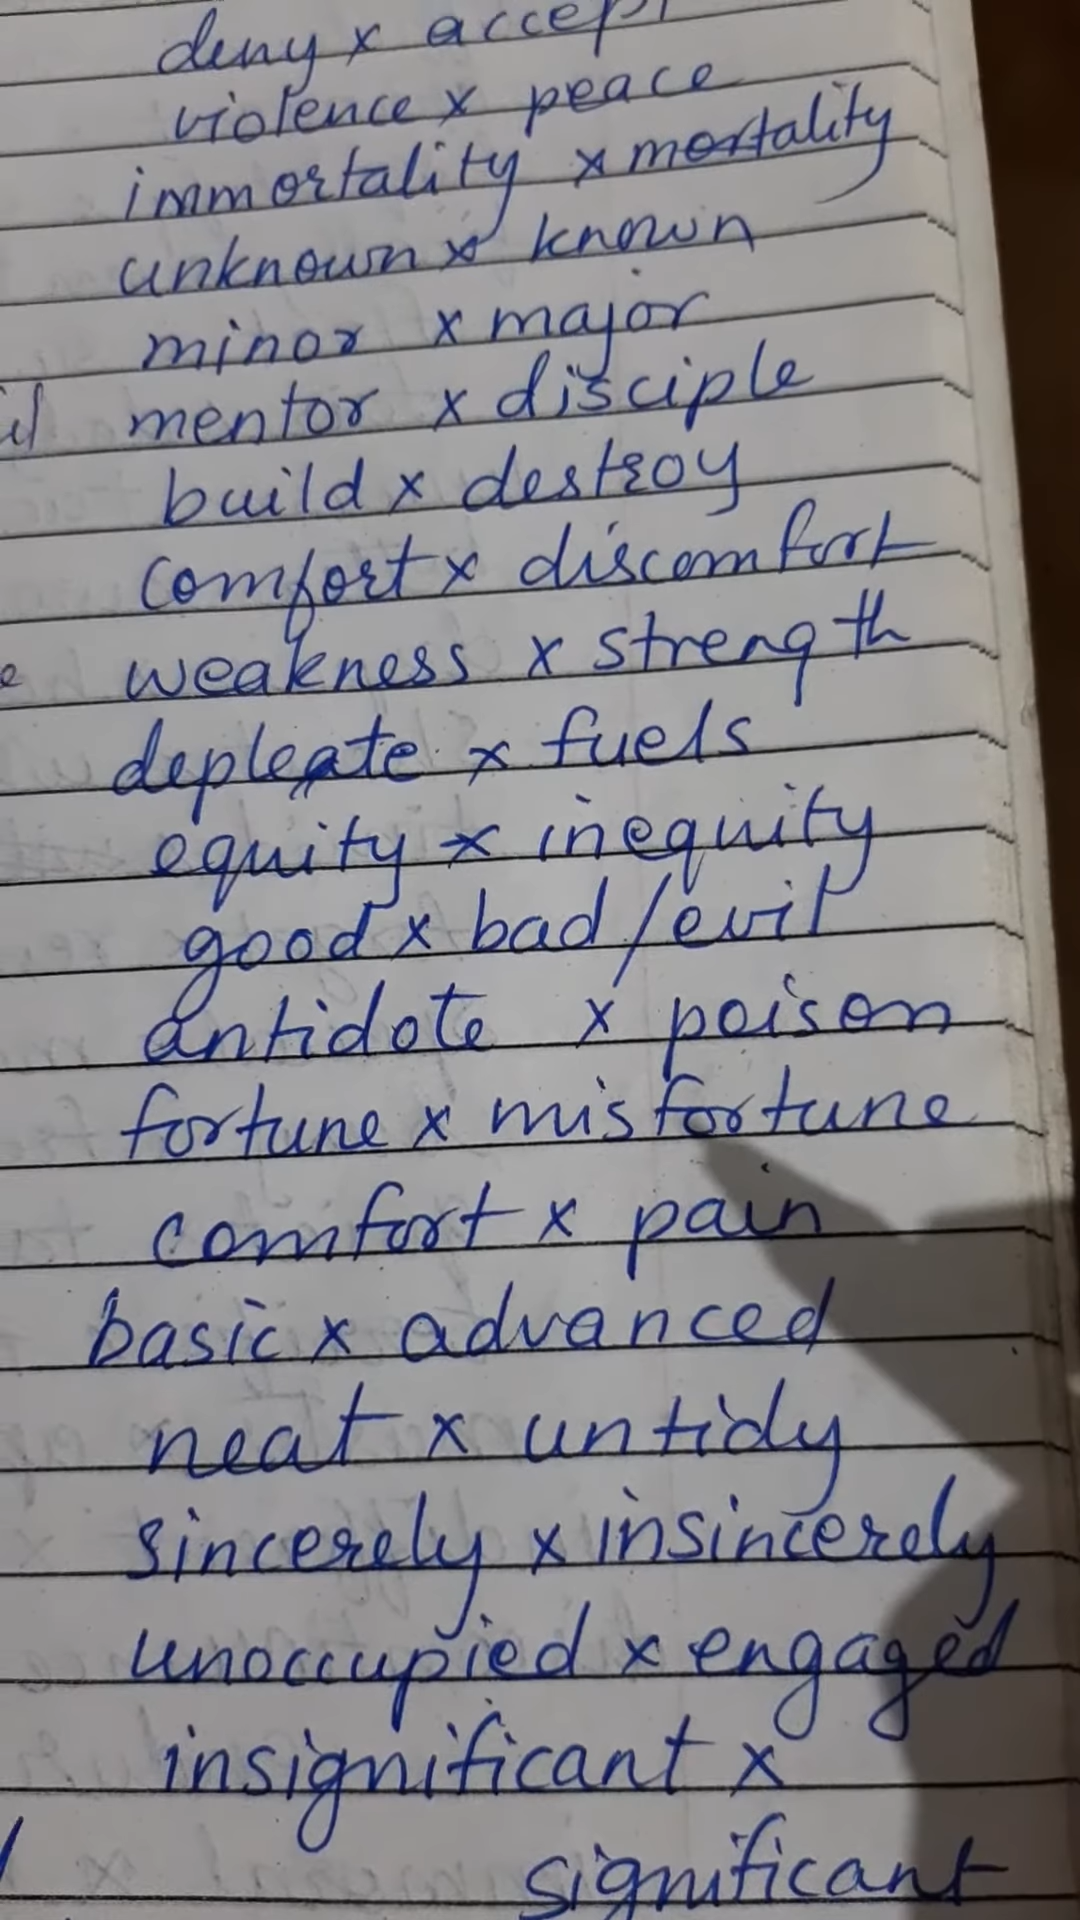 deny x accept
violence x peace
immortality x mortality
unknown x known
minor x major
mentor x disciple
build x destroy
comfort x discomfort
weakness x strength
depleate x fuels
equity x inequity
good x bad/evil
antidote x poison
fortune x misfortune
comfort x pain
basic x advanced
neat x untidy
sincerely x insincerely
unoccupied x engaged
insignificant x
significant